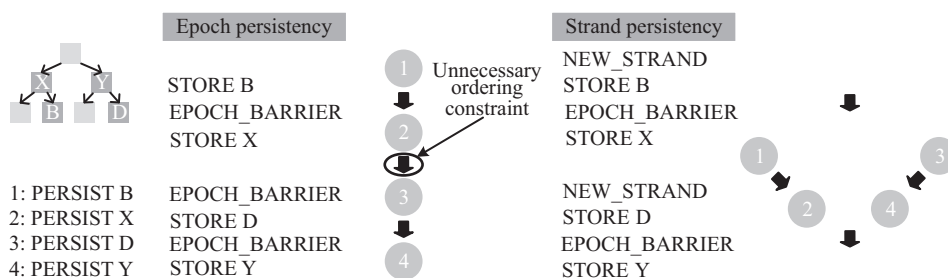 Epoch persistency
Strand persistency
X
Y
B
D
STORE B
EPOCH_BARRIER
STORE X
EPOCH_BARRIER
STORE D
EPOCH_BARRIER
STORE Y
1: PERSIST B
2: PERSIST X
3: PERSIST D
4: PERSIST Y
1
2
3
4
Unnecessary
ordering
constraint
NEW_STRAND
STORE B
EPOCH_BARRIER
STORE X
NEW_STRAND
STORE D
EPOCH_BARRIER
STORE Y
1
3
2
4